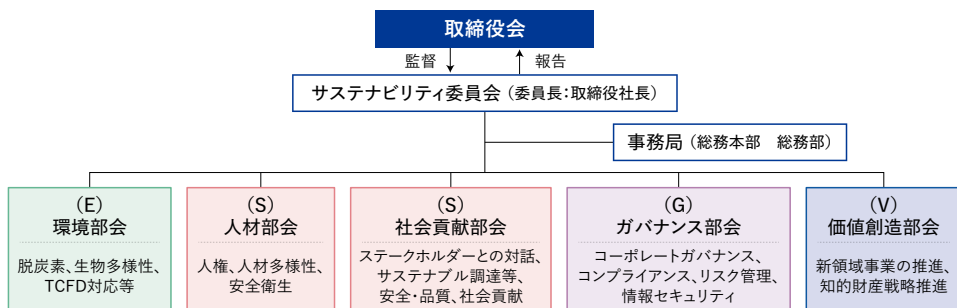 取締役会
監督
報告
サステナビリティ委員会（委員長：取締役社長）
事務局（総務本部　総務部）
（E）
環境部会
脱炭素、生物多様性、
TCFD対応等
（S）
人材部会
人権、人材多様性、
安全衛生
（S）
社会貢献部会
ステークホルダーとの対話、
サステナブル調達等、
安全・品質、社会貢献
（G）
ガバナンス部会
コーポレートガバナンス、
コンプライアンス、リスク管理、
情報セキュリティ
（V）
価値創造部会
新領域事業の推進、
知的財産戦略推進